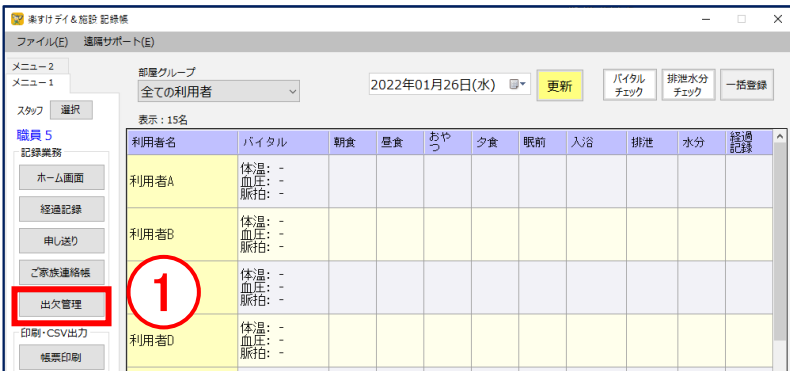 楽すけデイ&施設 記録帳
ファイル(F) 遠隔サポート(E)
メニュー2
メニュー1
スタッフ 選択
職員5
記録業務
ホーム画面
経過記録
申し送り
ご家族連絡帳
出欠管理
印刷・CSV出力
帳票印刷
部屋グループ
全ての利用者
2022年01月26日(水)
更新
バイタル
チェック
排泄水分
チェック
一括登録
表示:15名
利用者名 バイタル 朝食 昼食 おやつ 夕食 眠前 入浴 排泄 水分 経過記録
利用者A
体温: -
血圧: -
脈拍: -
利用者B
体温: -
血圧: -
脈拍: -
1
体温: -
血圧: -
脈拍: -
利用者D
体温: -
血圧: -
脈拍: -